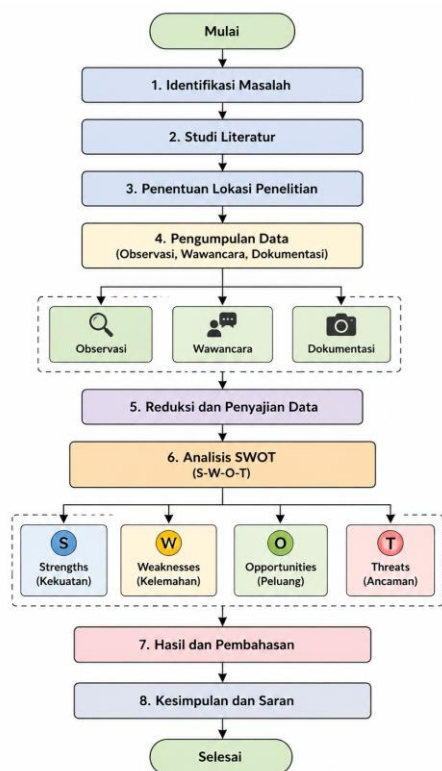 Mulai
1. Identifikasi Masalah
2. Studi Literatur
3. Penentuan Lokasi Penelitian
4. Pengumpulan Data
(Observasi, Wawancara, Dokumentasi)
Observasi
Wawancara
Dokumentasi
5. Reduksi dan Penyajian Data
6. Analisis SWOT
(S-W-O-T)
S
Strengths
(Kekuatan)
W
Weaknesses
(Kelemahan)
O
Opportunities
(Peluang)
T
Threats
(Ancaman)
7. Hasil dan Pembahasan
8. Kesimpulan dan Saran
Selesai